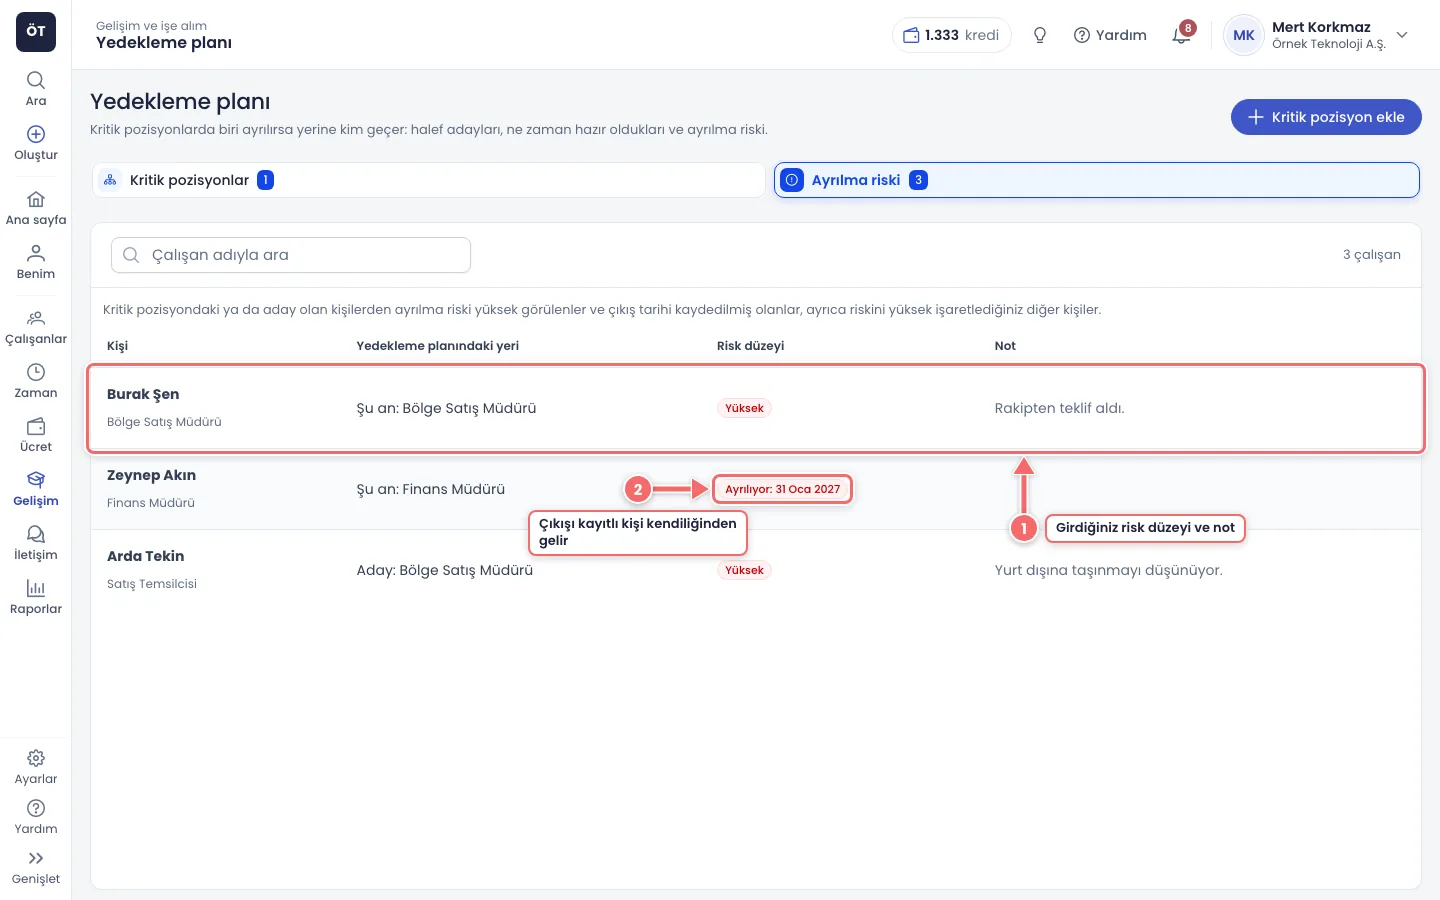 ÖT
Ara
Oluştur
Ana sayfa
Benim
Çalışanlar
Zaman
Ücret
Gelişim
İletişim
Raporlar
Ayarlar
Yardım
Genişlet
Gelişim ve işe alım
Yedekleme planı
1.333 kredi
Yardım
8
MK
Mert Korkmaz
Örnek Teknoloji A.Ş.
Yedekleme planı
Kritik pozisyonlarda biri ayrılırsa yerine kim geçer: halef adayları, ne zaman hazır oldukları ve ayrılma riski.
Kritik pozisyon ekle
Kritik pozisyonlar 1
Ayrılma riski 3
Çalışan adıyla ara
3 çalışan
Kritik pozisyondaki ya da aday olan kişilerden ayrılma riski yüksek görülenler ve çıkış tarihi kaydedilmiş olanlar, ayrıca riskini yüksek işaretlediğiniz diğer kişiler.
Kişi Yedekleme planındaki yeri Risk düzeyi Not
Burak Şen
Bölge Satış Müdürü
Şu an: Bölge Satış Müdürü
Yüksek
Rakipten teklif aldı.
Zeynep Akın
Finans Müdürü
Şu an: Finans Müdürü
2
Ayrılıyor: 31 Oca 2027
Çıkışı kayıtlı kişi kendiliğinden
gelir
1
Girdiğiniz risk düzeyi ve not
Arda Tekin
Satış Temsilcisi
Aday: Bölge Satış Müdürü
Yüksek
Yurt dışına taşınmayı düşünüyor.